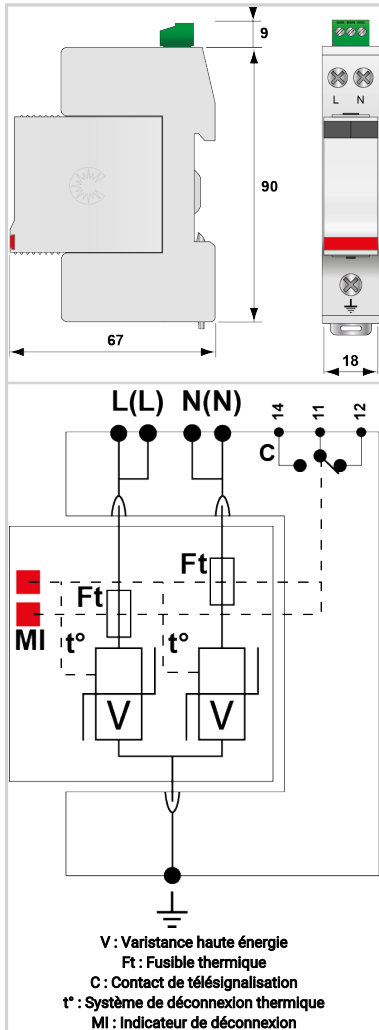 9
L N
90
67
18
L(L) N(N) 14 11 12
C
Ft
Ft
MI
t° t°
V V
V : Varistance haute énergie
Ft : Fusible thermique
C : Contact de télésignalisation
t° : Système de déconnexion thermique
MI : Indicateur de déconnexion